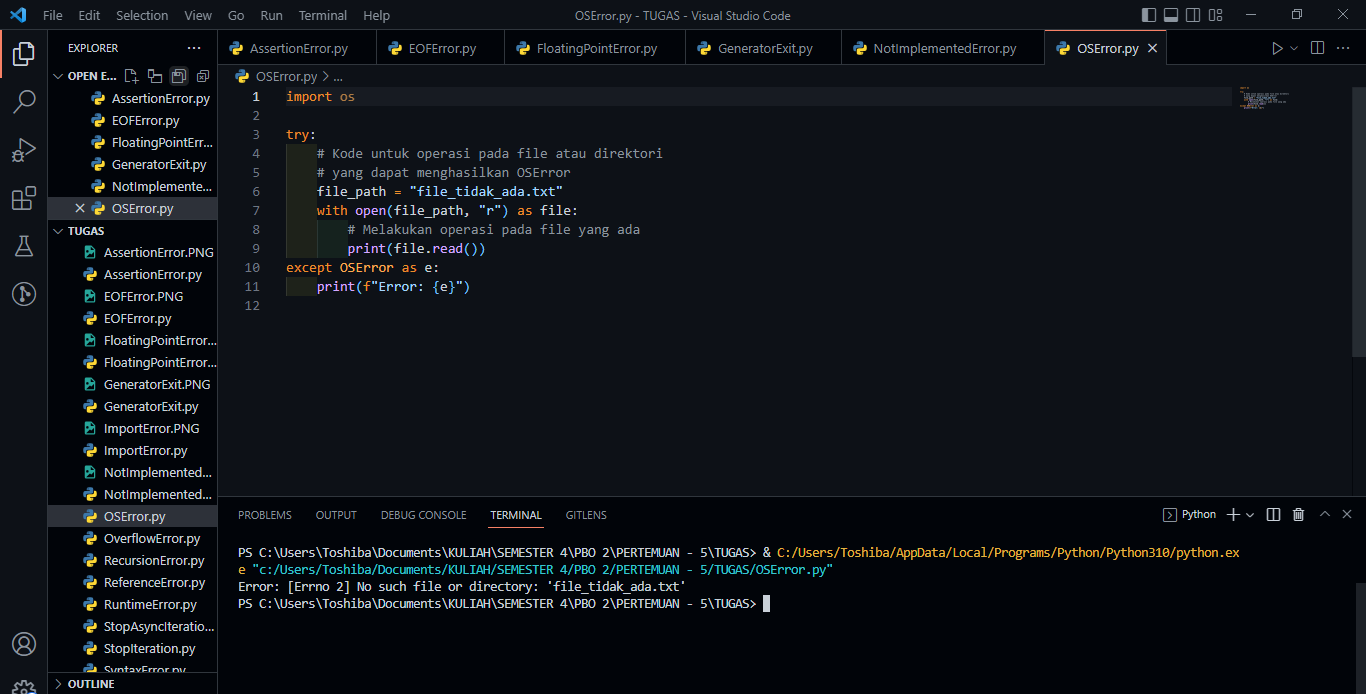 File Edit Selection View Go Run Terminal Help
OSError.py - TUGAS - Visual Studio Code
EXPLORER
OPEN E...
AssertionError.py
EOFError.py
FloatingPointErr...
GeneratorExit.py
NotImplemente...
OSError.py
TUGAS
AssertionError.PNG
AssertionError.py
EOFError.PNG
EOFError.py
FloatingPointError...
FloatingPointError...
GeneratorExit.PNG
GeneratorExit.py
ImportError.PNG
ImportError.py
NotImplemented...
NotImplemented...
OSError.py
OverflowError.py
RecursionError.py
ReferenceError.py
RuntimeError.py
StopAsyncIteratio...
StopIteration.py
SyntaxError.py
OUTLINE
AssertionError.py EOFError.py FloatingPointError.py GeneratorExit.py NotImplementedError.py OSError.py
OSError.py > ...
1 import os
2
3 try:
4 # Kode untuk operasi pada file atau direktori
5 # yang dapat menghasilkan OSError
6 file_path = "file_tidak_ada.txt"
7 with open(file_path, "r") as file:
8 # Melakukan operasi pada file yang ada
9 print(file.read())
10 except OSError as e:
11 print(f"Error: {e}")
12
PROBLEMS OUTPUT DEBUG CONSOLE TERMINAL GITLENS
Python
PS C:\Users\Toshiba\Documents\KULIAH\SEMESTER 4\PBO 2\PERTEMUAN - 5\TUGAS> & C:/Users/Toshiba/AppData/Local/Programs/Python/Python310/python.ex
e "c:/Users/Toshiba/Documents/KULIAH/SEMESTER 4/PBO 2/PERTEMUAN - 5/TUGAS/OSError.py"
Error: [Errno 2] No such file or directory: 'file_tidak_ada.txt'
PS C:\Users\Toshiba\Documents\KULIAH\SEMESTER 4\PBO 2\PERTEMUAN - 5\TUGAS>